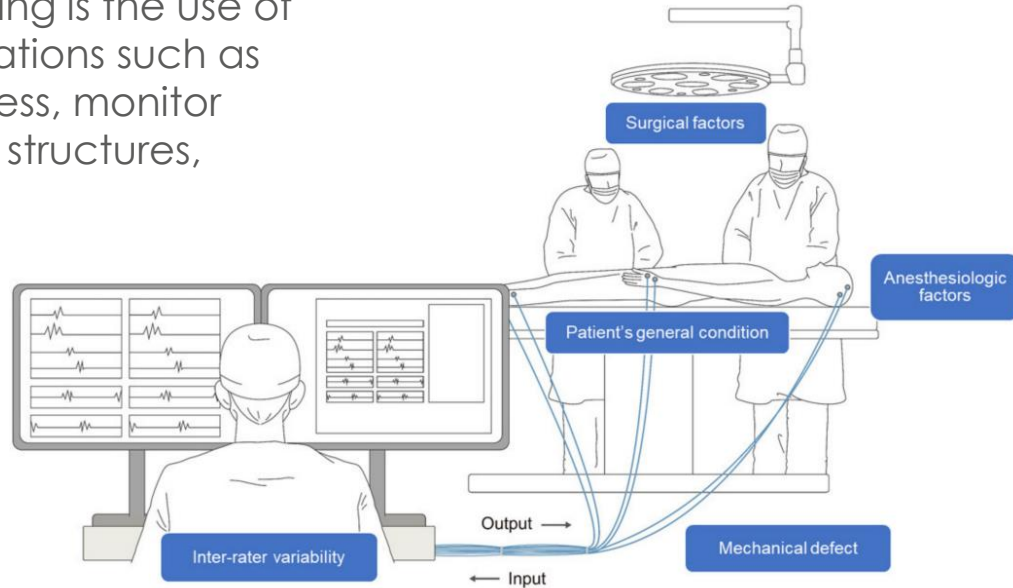 ing is the use of
ations such as
ess, monitor
structures,
Surgical factors
Anesthesiologic
factors
Patient's general condition
Output →
Inter-rater variability
Mechanical defect
← Input